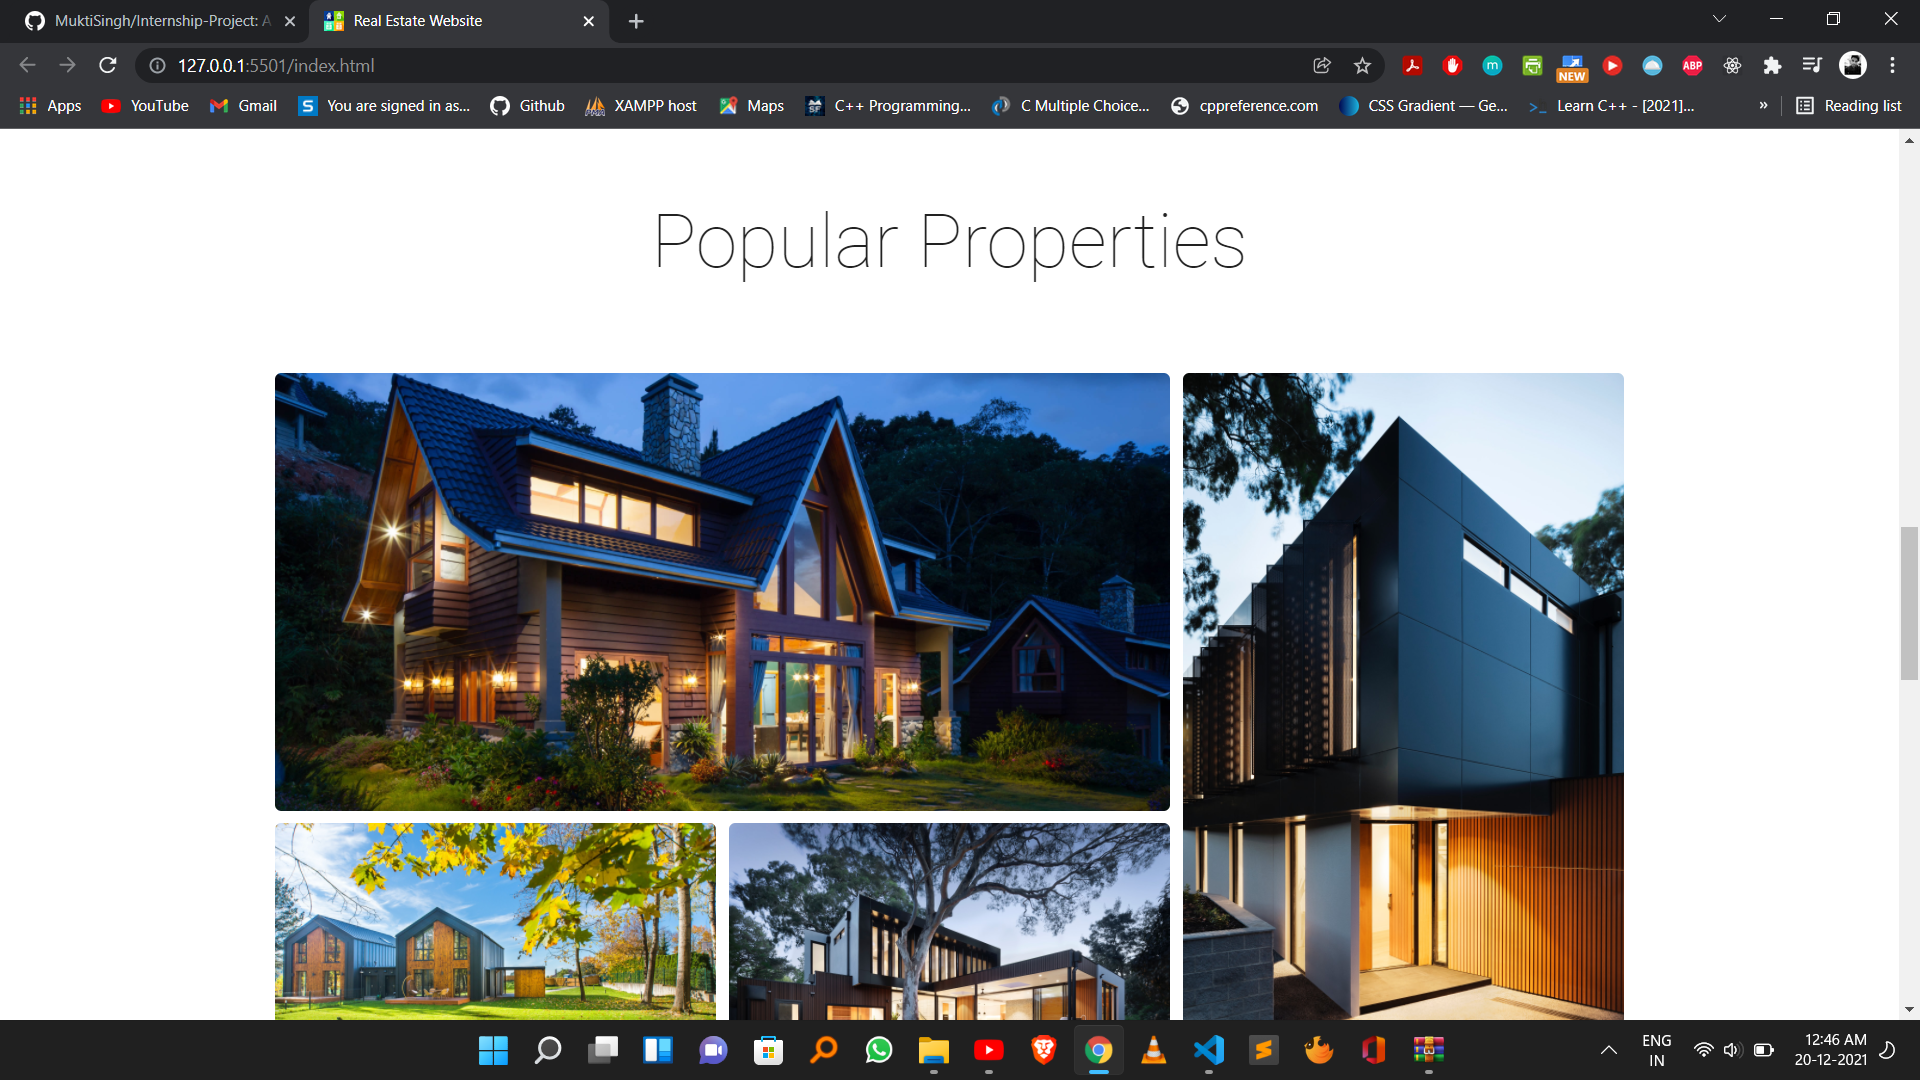 MuktiSingh/Internship-Project: A
Real Estate Website
127.0.0.1:5501/index.html
NEW
ABP
Apps
YouTube
Gmail
You are signed in as...
Github
XAMPP host
Maps
C++ Programming...
C Multiple Choice...
cppreference.com
CSS Gradient — Ge...
Learn C++ - [2021]...
»
Reading list
Popular Properties
ENG
IN
12:46 AM
20-12-2021